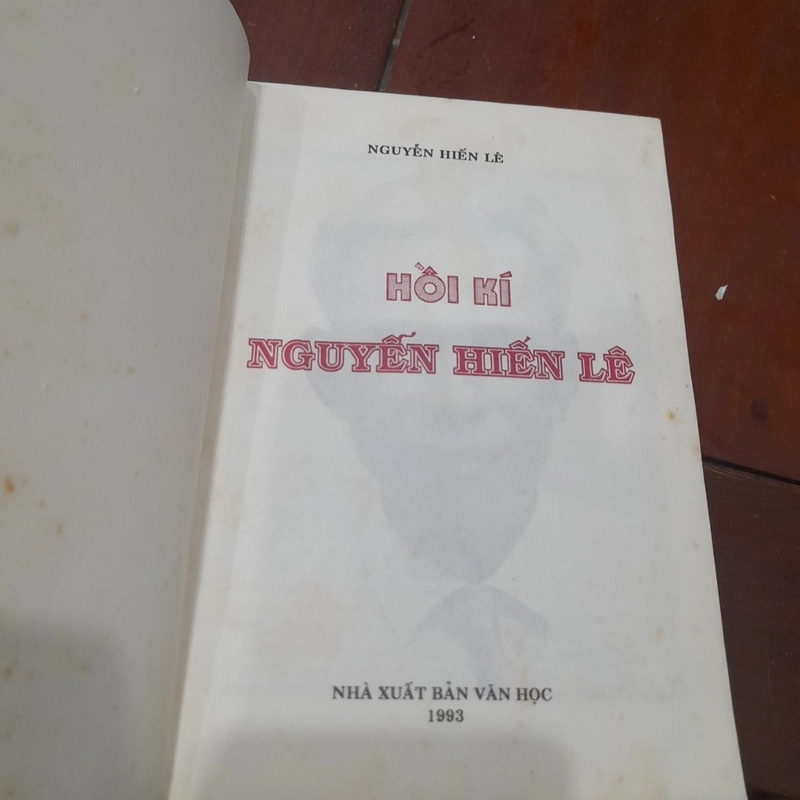 NGUYỄN HIẾN LÊ
HỒI KÍ
NGUYỄN HIẾN LÊ
NHÀ XUẤT BẢN VĂN HỌC
1993